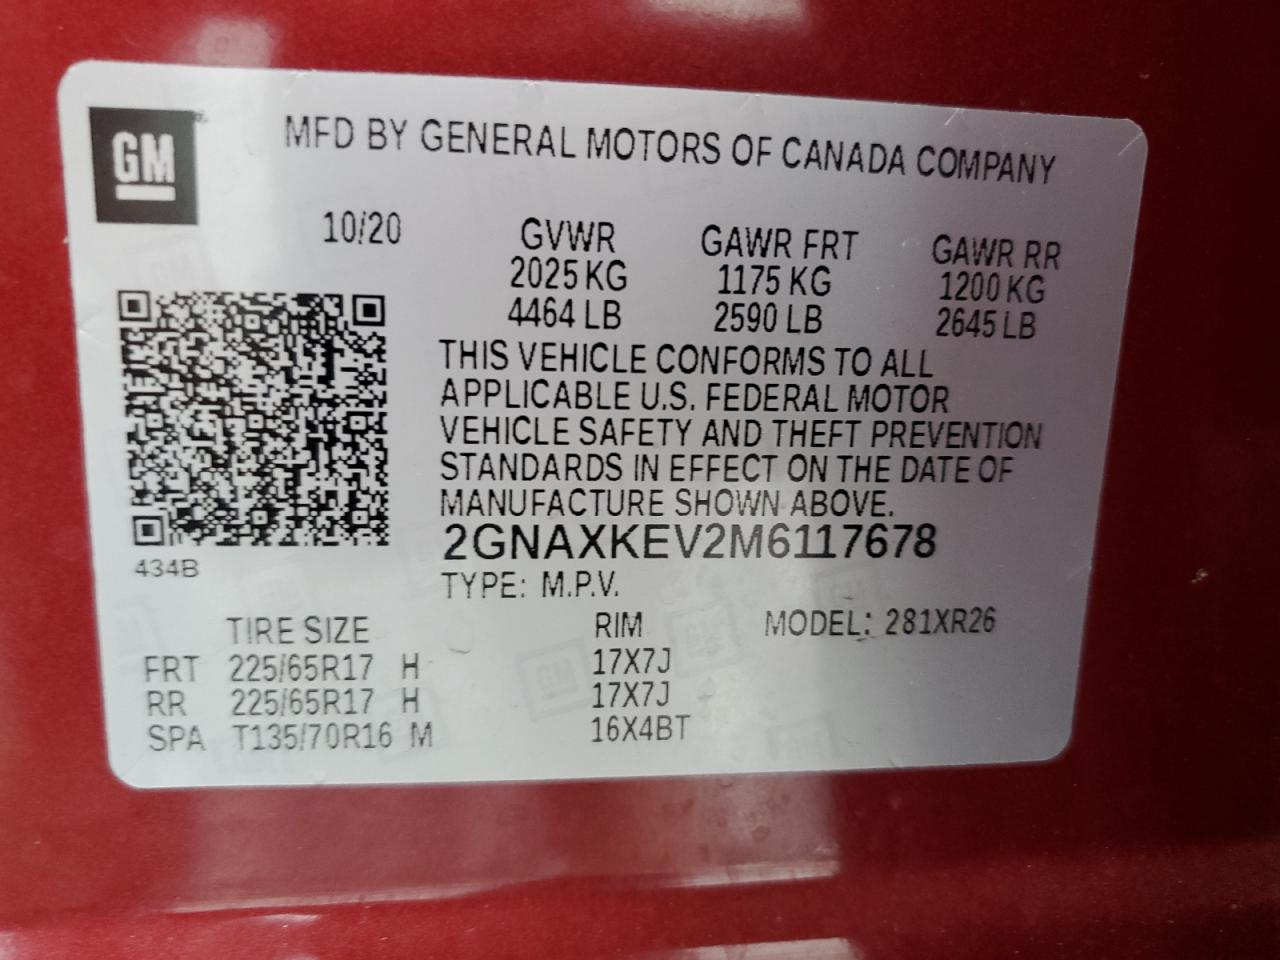 GM
MFD BY GENERAL MOTORS OF CANADA COMPANY
10/20 GVWR GAWR FRT GAWR RR
2025 KG 1175 KG 1200 KG
4464 LB 2590 LB 2645 LB
THIS VEHICLE CONFORMS TO ALL
APPLICABLE U.S. FEDERAL MOTOR
VEHICLE SAFETY AND THEFT PREVENTION
STANDARDS IN EFFECT ON THE DATE OF
MANUFACTURE SHOWN ABOVE.
2GNAXKEV2M6117678
434B
TYPE: M.P.V.
TIRE SIZE RIM MODEL: 281XR26
FRT 225/65R17 H 17X7J
RR 225/65R17 H 17X7J
SPA T135/70R16 M 16X4BT